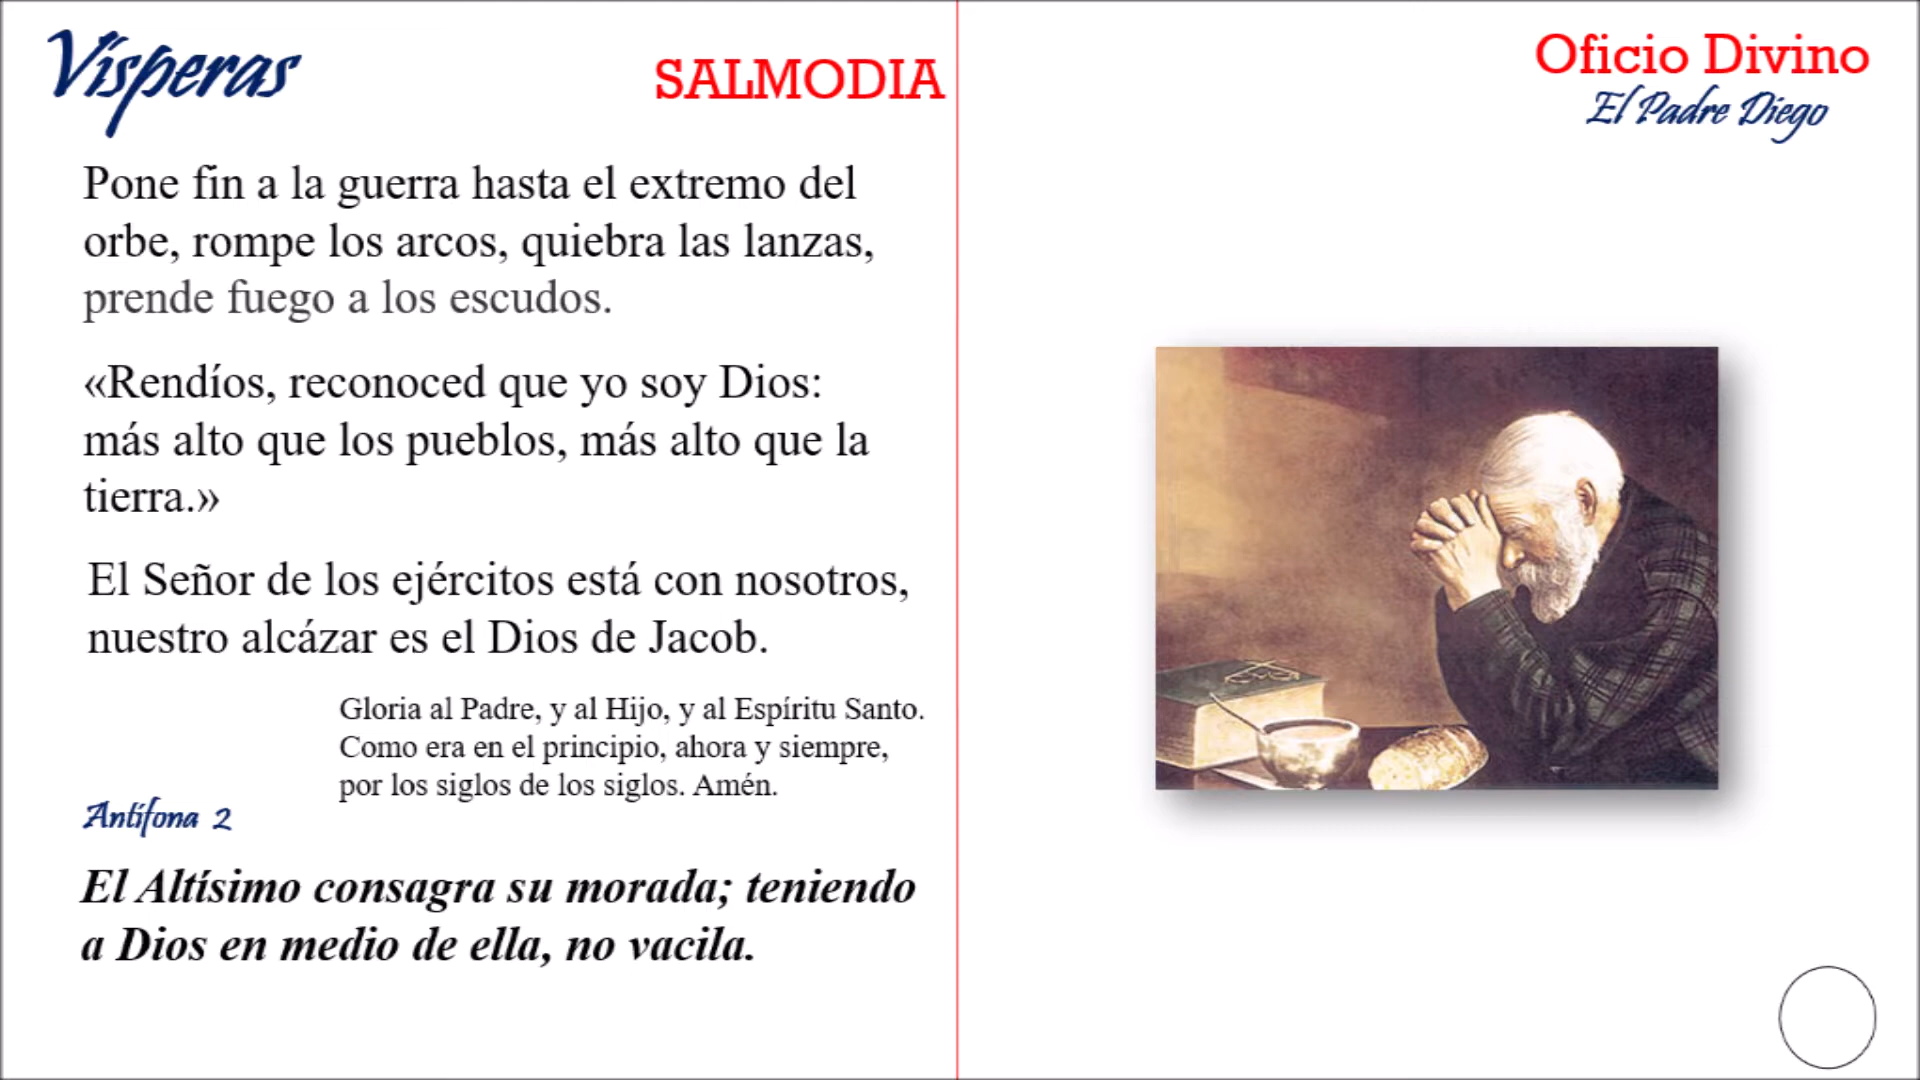 Vísperas
SALMODIA
Oficio Divino
El Padre Diego
Pone fin a la guerra hasta el extremo del
orbe, rompe los arcos, quiebra las lanzas,
prende fuego a los escudos.
«Rendíos, reconoced que yo soy Dios:
más alto que los pueblos, más alto que la
tierra.»
El Señor de los ejércitos está con nosotros,
nuestro alcázar es el Dios de Jacob.
Gloria al Padre, y al Hijo, y al Espíritu Santo.
Como era en el principio, ahora y siempre,
por los siglos de los siglos. Amén.
Antífona 2
El Altísimo consagra su morada; teniendo
a Dios en medio de ella, no vacila.